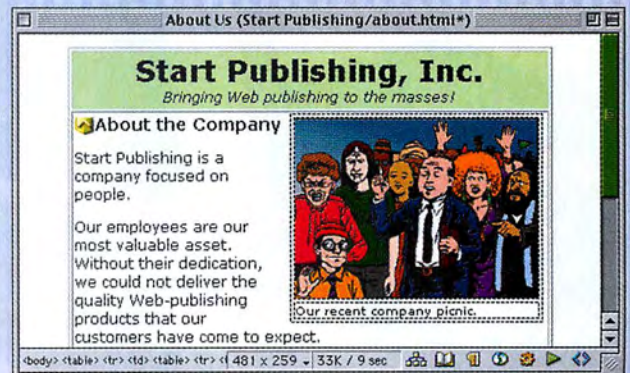 About Us (Start Publishing/about.html*)
Start Publishing, Inc.
Bringing Web publishing to the masses!
About the Company
Start Publishing is a
company focused on
people.
Our employees are our
most valuable asset.
Without their dedication,
we could not deliver the
quality Web-publishing
products that our
customers have come to expect.
Our recent company picnic.
<body> <table> <tr> <td> <table> <tr> <t 481 x 259 33K / 9 sec